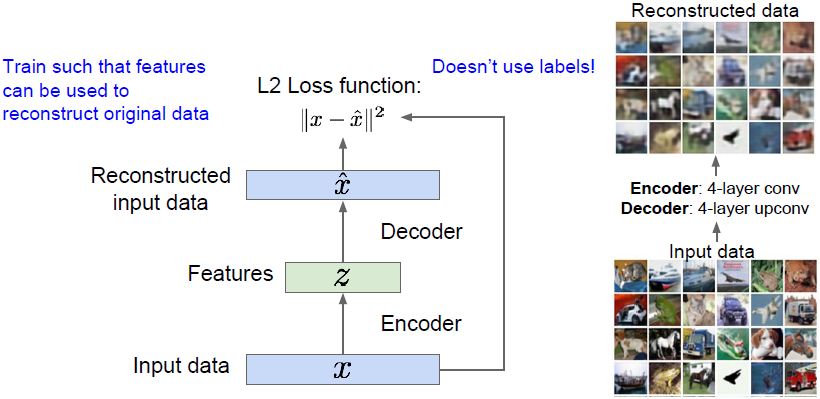 Train such that features
can be used to
reconstruct original data
Doesn't use labels!
L2 Loss function:
‖x − x̂‖²
Reconstructed
input data
x̂
Decoder
Features
z
Encoder
Input data
x
Reconstructed data
Encoder: 4-layer conv
Decoder: 4-layer upconv
Input data